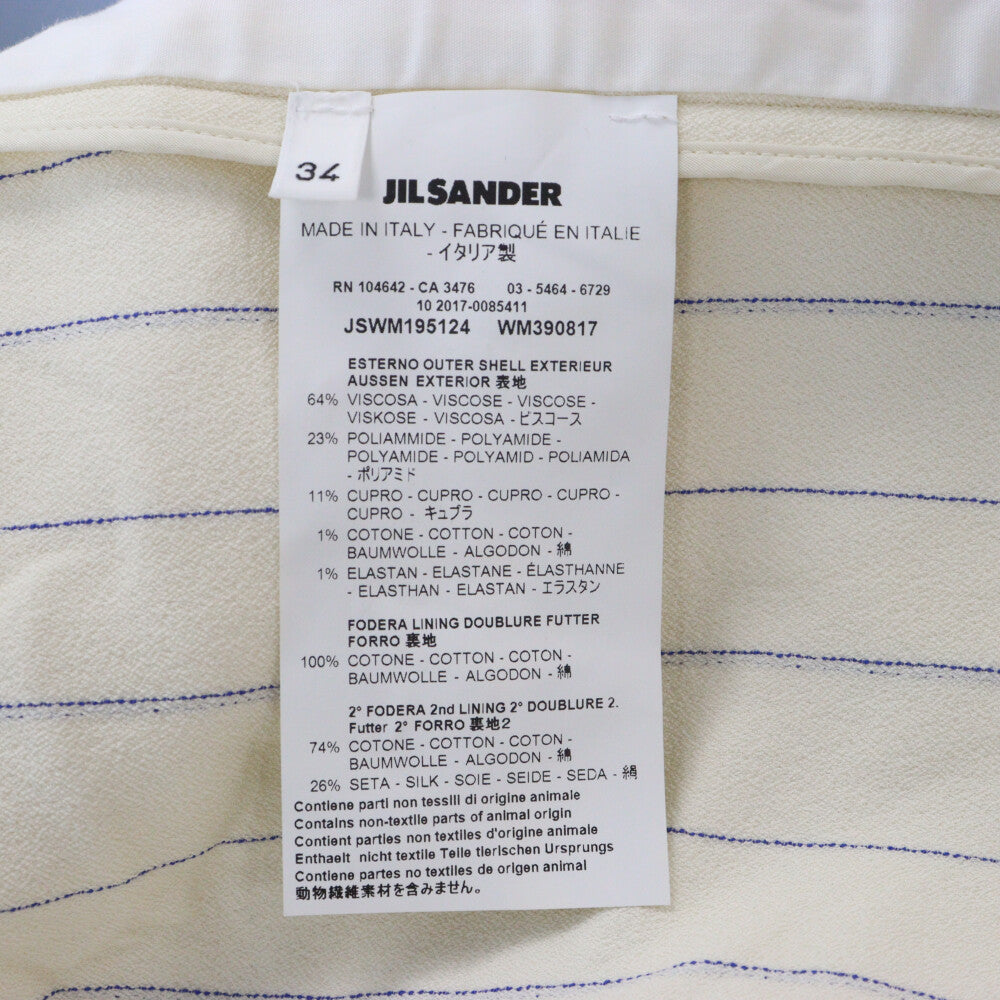 34
JIL SANDER
MADE IN ITALY - FABRIQUÉ EN ITALIE
- イタリア製
RN 104642 - CA 3476 03 - 5464 - 6729
10 2017-0085411
JSWM195124 WM390817
ESTERNO OUTER SHELL EXTERIEUR
AUSSEN EXTERIOR 表地
64% VISCOSA - VISCOSE - VISCOSE -
VISKOSE - VISCOSA - ビスコース
23% POLIAMMIDE - POLYAMIDE -
POLYAMIDE - POLYAMID - POLIAMIDA
- ポリアミド
11% CUPRO - CUPRO - CUPRO - CUPRO -
CUPRO - キュプラ
1% COTONE - COTTON - COTON -
BAUMWOLLE - ALGODON - 綿
1% ELASTAN - ELASTANE - ÉLASTHANNE
- ELASTHAN - ELASTAN - エラスタン
FODERA LINING DOUBLURE FUTTER
FORRO 裏地
100% COTONE - COTTON - COTON -
BAUMWOLLE - ALGODON - 綿
2° FODERA 2nd LINING 2° DOUBLURE 2.
Futter 2° FORRO 裏地2
74% COTONE - COTTON - COTON -
BAUMWOLLE - ALGODON - 綿
26% SETA - SILK - SOIE - SEIDE - SEDA - 絹
Contiene parti non tessili di origine animale
Contains non-textile parts of animal origin
Contient parties non textiles d'origine animale
Enthaelt nicht textile Teile tierischen Ursprungs
Contiene partes no textiles de origen animal
動物繊維素材を含みません。